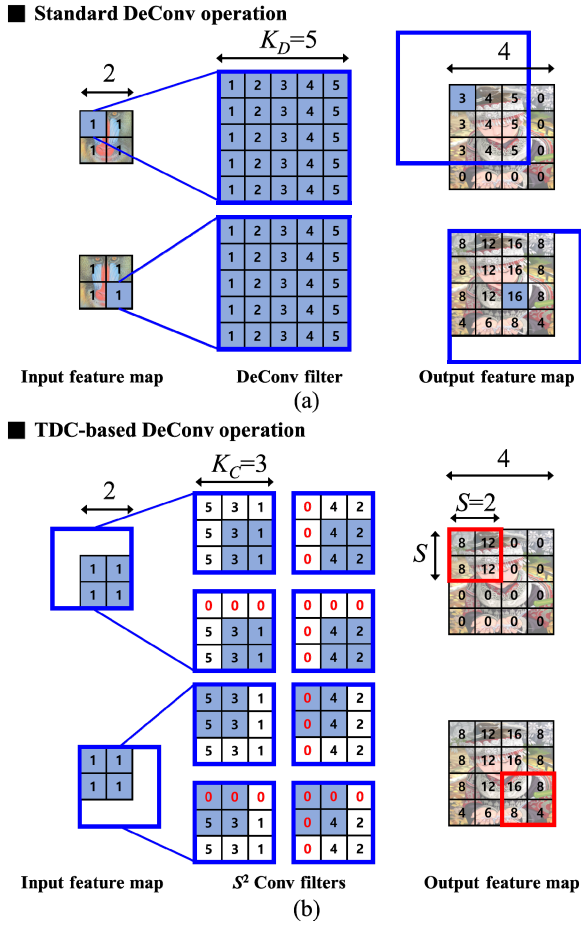 ■ Standard DeConv operation
K_D=5
2
4
1 1
1 1
1 2 3 4 5
1 2 3 4 5
1 2 3 4 5
1 2 3 4 5
1 2 3 4 5
3 4 5 0
3 4 5 0
3 4 5 0
0 0 0 0
1 1
1 1
1 2 3 4 5
1 2 3 4 5
1 2 3 4 5
1 2 3 4 5
1 2 3 4 5
8 12 16 8
8 12 16 8
8 12 16 8
4 6 8 4
Input feature map
DeConv filter
Output feature map
(a)
■ TDC-based DeConv operation
K_C=3
2
4
S=2
S
1 1
1 1
5 3 1 0 4 2
5 3 1 0 4 2
5 3 1 0 4 2
0 0 0 0 0 0
5 3 1 0 4 2
5 3 1 0 4 2
8 12 0 0
8 12 0 0
0 0 0 0
0 0 0 0
1 1
1 1
5 3 1 0 4 2
5 3 1 0 4 2
5 3 1 0 4 2
0 0 0 0 0 0
5 3 1 0 4 2
5 3 1 0 4 2
8 12 16 8
8 12 16 8
8 12 16 8
4 6 8 4
Input feature map
S² Conv filters
Output feature map
(b)